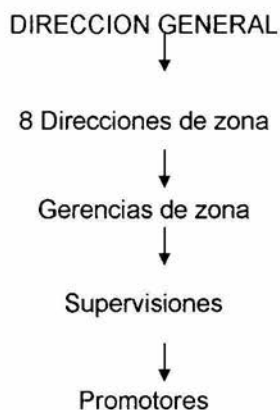 DIRECCION GENERAL
8 Direcciones de zona
Gerencias de zona
Supervisiones
Promotores